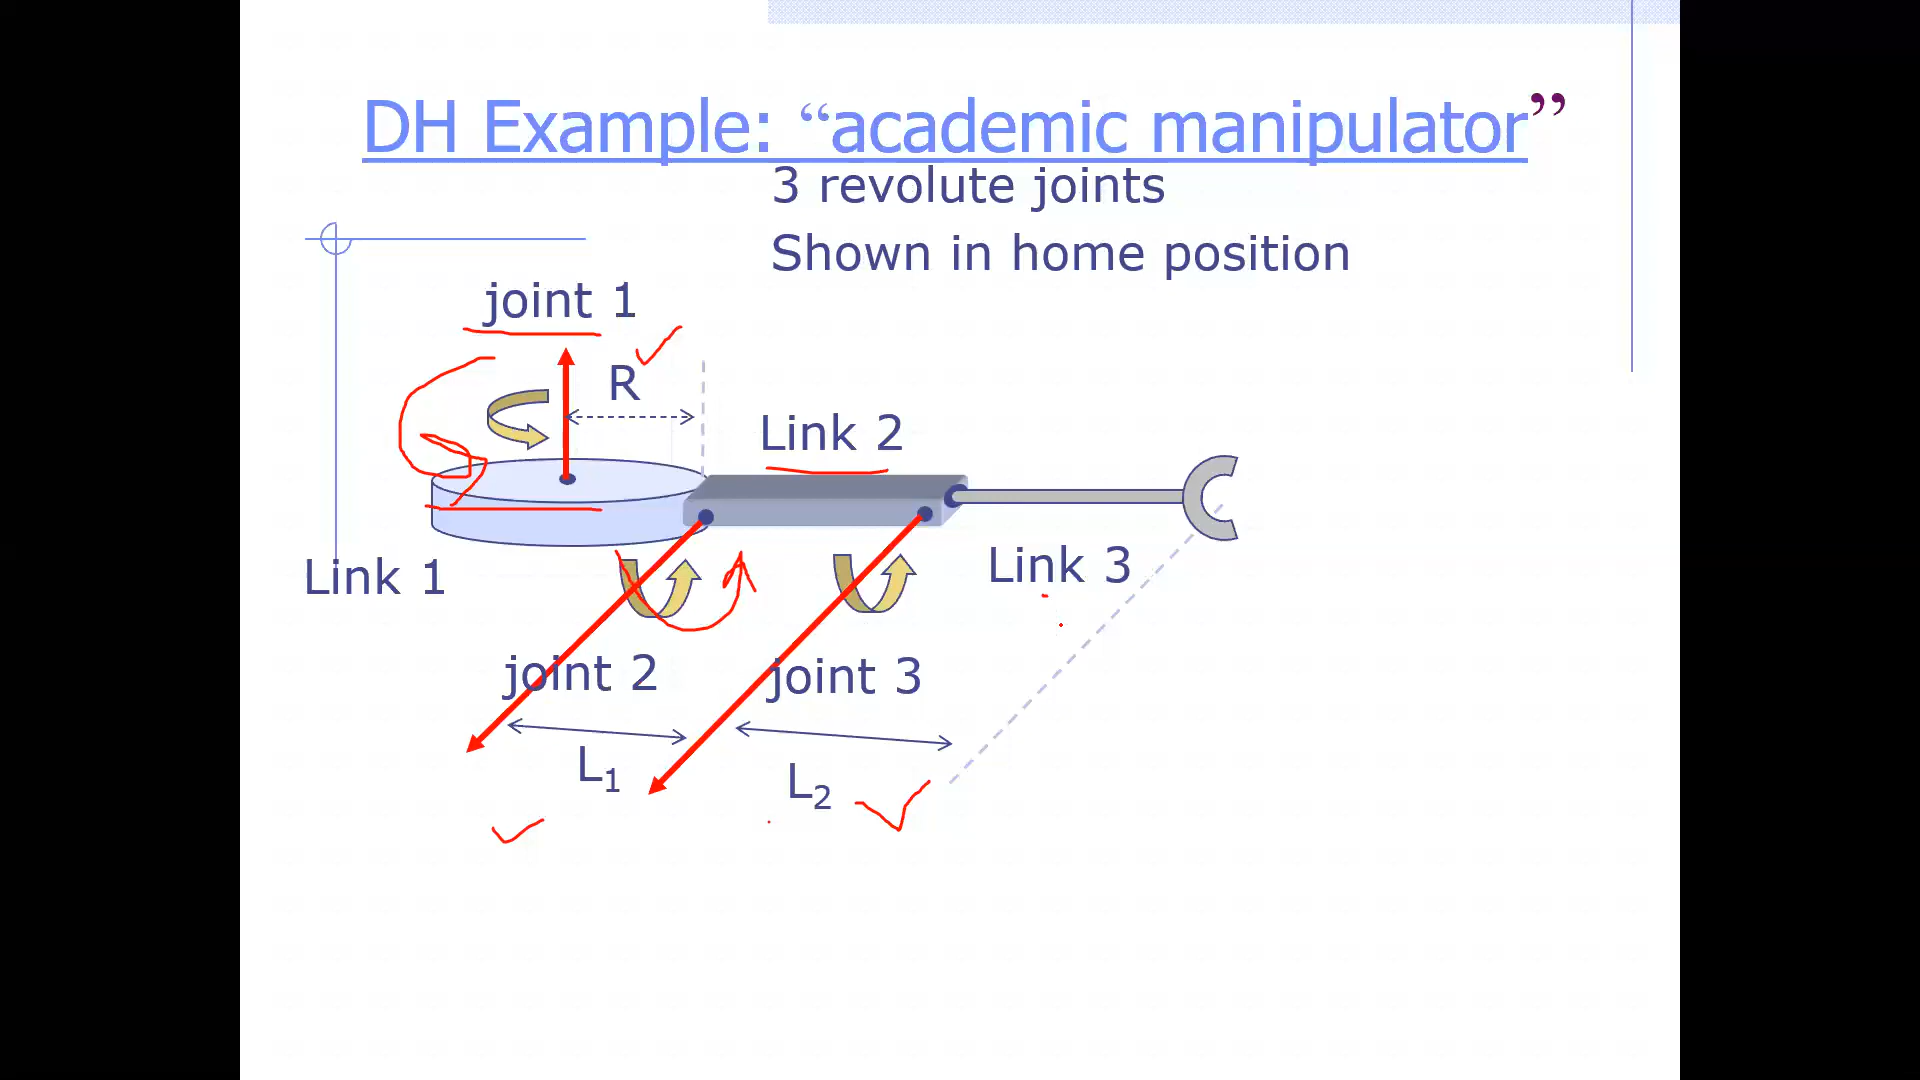 DH Example: “academic manipulator”
3 revolute joints
Shown in home position
joint 1
R
Link 2
Link 1
Link 3
joint 2
joint 3
L₁
L₂